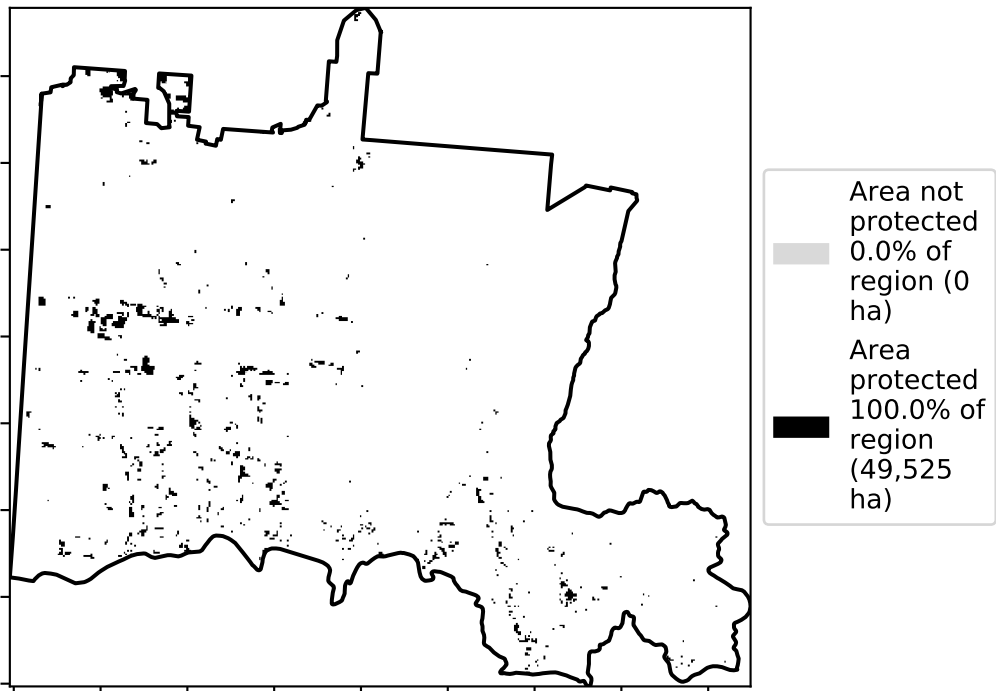 Area not
protected
0.0% of
region (0
ha)
Area
protected
100.0% of
region
(49,525
ha)